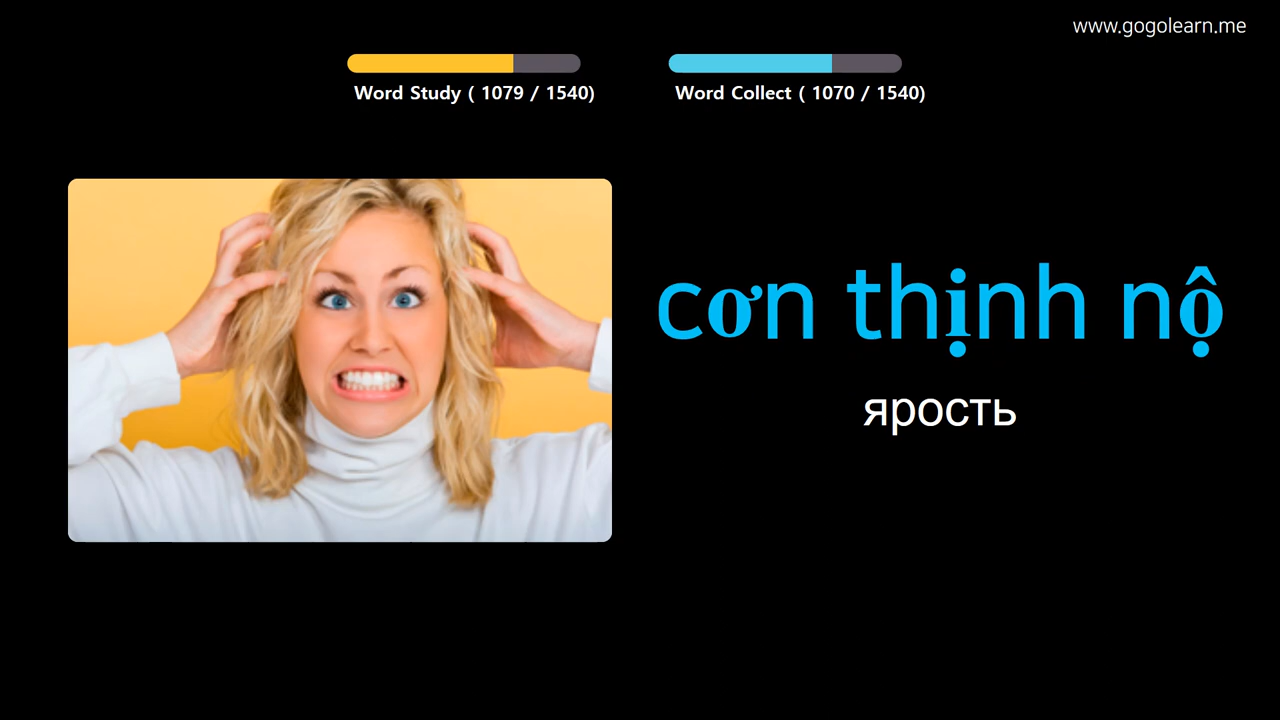 www.gogolearn.me
Word Study ( 1079 / 1540)
Word Collect ( 1070 / 1540)
cơn thịnh nộ
ярость